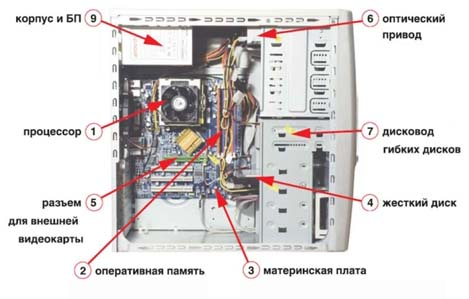 корпус и БП 9
6 оптический
привод
процессор 1
7 дисковод
гибких дисков
разъем 5
для внешней
видеокарты
4 жесткий диск
2 оперативная память
3 материнская плата